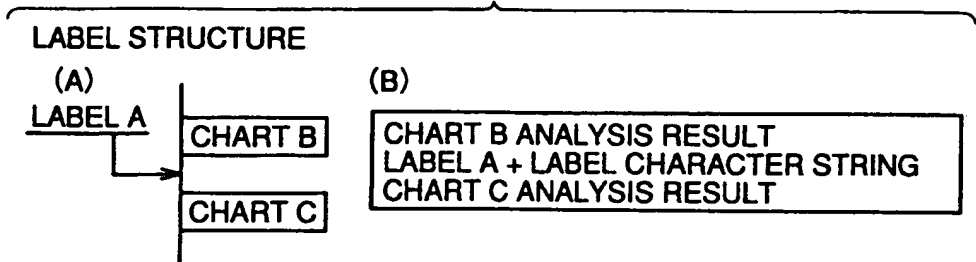 LABEL STRUCTURE
(A)
LABEL A
CHART B
CHART C
(B)
CHART B ANALYSIS RESULT
LABEL A + LABEL CHARACTER STRING
CHART C ANALYSIS RESULT